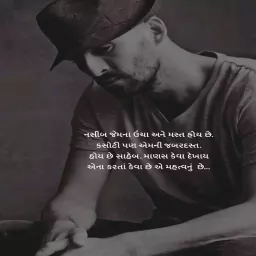 નસીબ જેમના ઉંચા અને મસ્ત હોય છે.
કસોટી પણ એમની જબરદસ્ત.
હોય છે સાહેબ. માણસ કેવા દેખાય
એના કરતાં કેવા છે એ મહત્વનું છે...